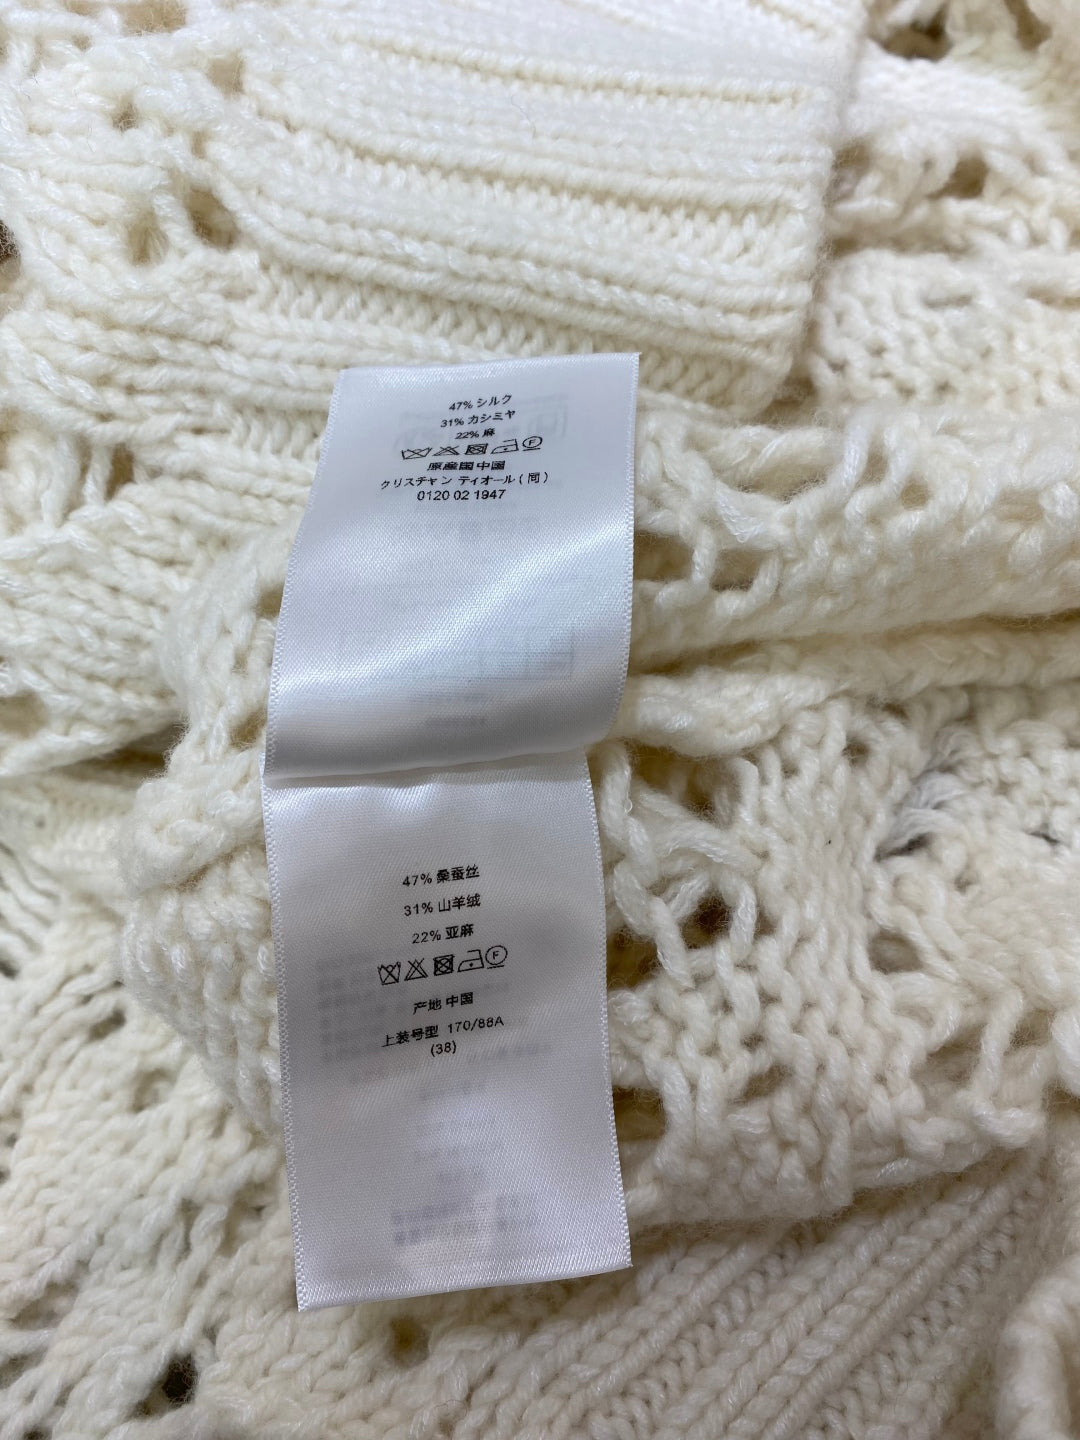 47% シルク
31% カシミヤ
22% 麻
F
原産国中国
クリスチャン ディオール ( 同 )
0120 02 1947
47% 桑蚕丝
31% 山羊绒
22% 亚麻
F
产地 中国
上装号型 170/88A
(38)